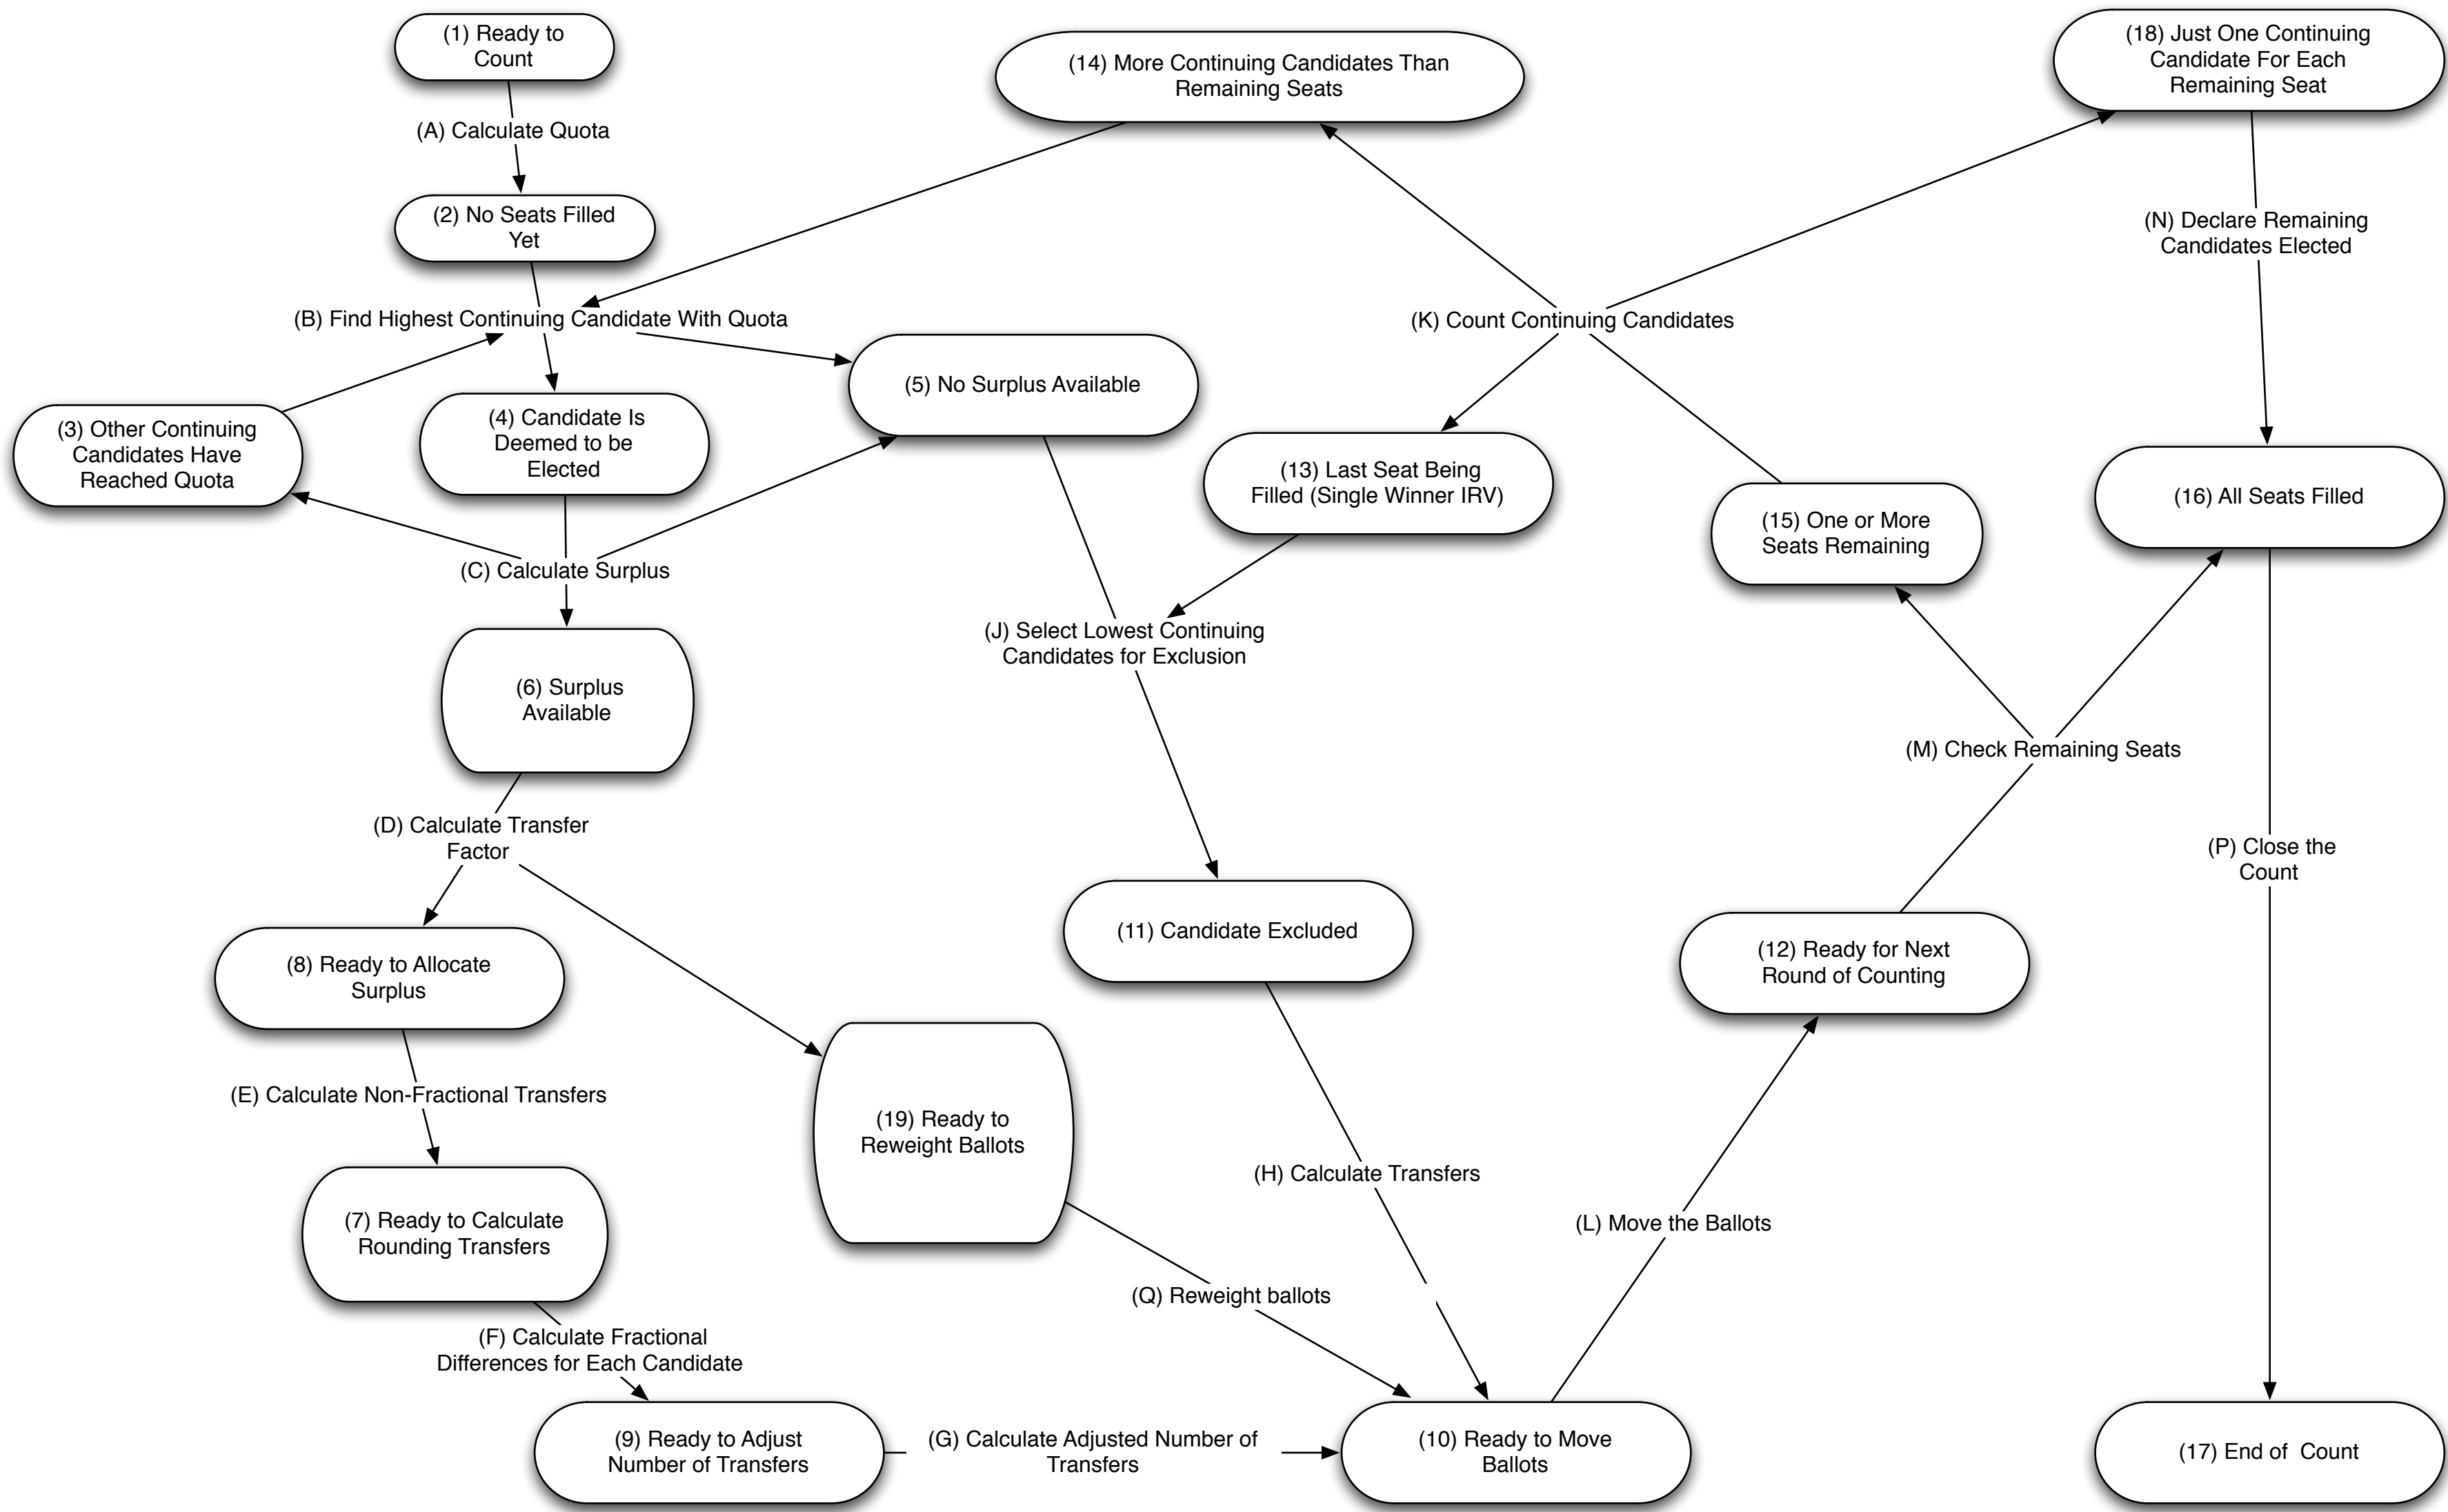 (1) Ready to
Count
(14) More Continuing Candidates Than
Remaining Seats
(18) Just One Continuing
Candidate For Each
Remaining Seat
(A) Calculate Quota
(2) No Seats Filled
Yet
(N) Declare Remaining
Candidates Elected
(B) Find Highest Continuing Candidate With Quota
(K) Count Continuing Candidates
(5) No Surplus Available
(3) Other Continuing
Candidates Have
Reached Quota
(4) Candidate Is
Deemed to be
Elected
(13) Last Seat Being
Filled (Single Winner IRV)
(15) One or More
Seats Remaining
(16) All Seats Filled
(C) Calculate Surplus
(J) Select Lowest Continuing
Candidates for Exclusion
(6) Surplus
Available
(M) Check Remaining Seats
(D) Calculate Transfer
Factor
(P) Close the
Count
(8) Ready to Allocate
Surplus
(11) Candidate Excluded
(12) Ready for Next
Round of Counting
(E) Calculate Non-Fractional Transfers
(19) Ready to
Reweight Ballots
(H) Calculate Transfers
(7) Ready to Calculate
Rounding Transfers
(L) Move the Ballots
(Q) Reweight ballots
(F) Calculate Fractional
Differences for Each Candidate
(9) Ready to Adjust
Number of Transfers
(G) Calculate Adjusted Number of
Transfers
(10) Ready to Move
Ballots
(17) End of Count